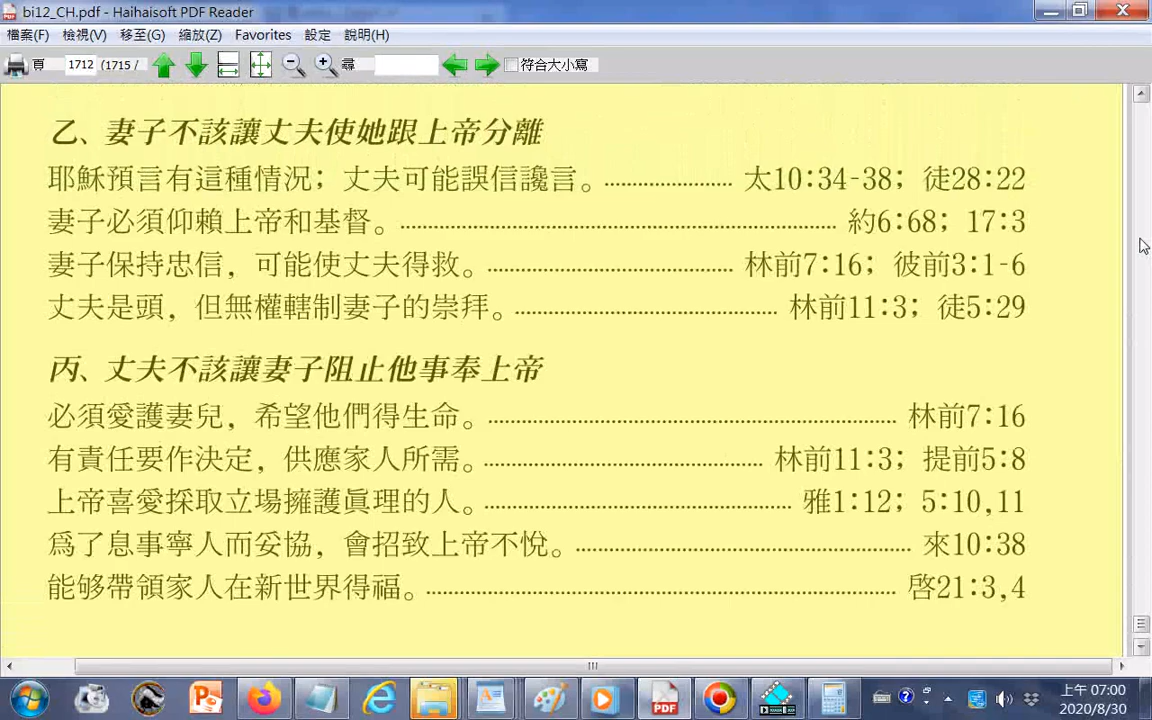 bi12_CH.pdf - Haihaisoft PDF Reader
檔案(F) 檢視(V) 移至(G) 縮放(Z) Favorites 設定 說明(H)
頁 1712 (1715 / 尋 符合大小寫
乙、妻子不該讓丈夫使她跟上帝分離
耶穌預言有這種情況；丈夫可能誤信讒言。 太10:34-38；徒28:22
妻子必須仰賴上帝和基督。 約6:68；17:3
妻子保持忠信，可能使丈夫得救。 林前7:16；彼前3:1-6
丈夫是頭，但無權轄制妻子的崇拜。 林前11:3；徒5:29
丙、丈夫不該讓妻子阻止他事奉上帝
必須愛護妻兒，希望他們得生命。 林前7:16
有責任要作決定，供應家人所需。 林前11:3；提前5:8
上帝喜愛採取立場擁護眞理的人。 雅1:12；5:10,11
爲了息事寧人而妥協，會招致上帝不悅。 來10:38
能够帶領家人在新世界得福。 啓21:3,4
上午 07:00
2020/8/30